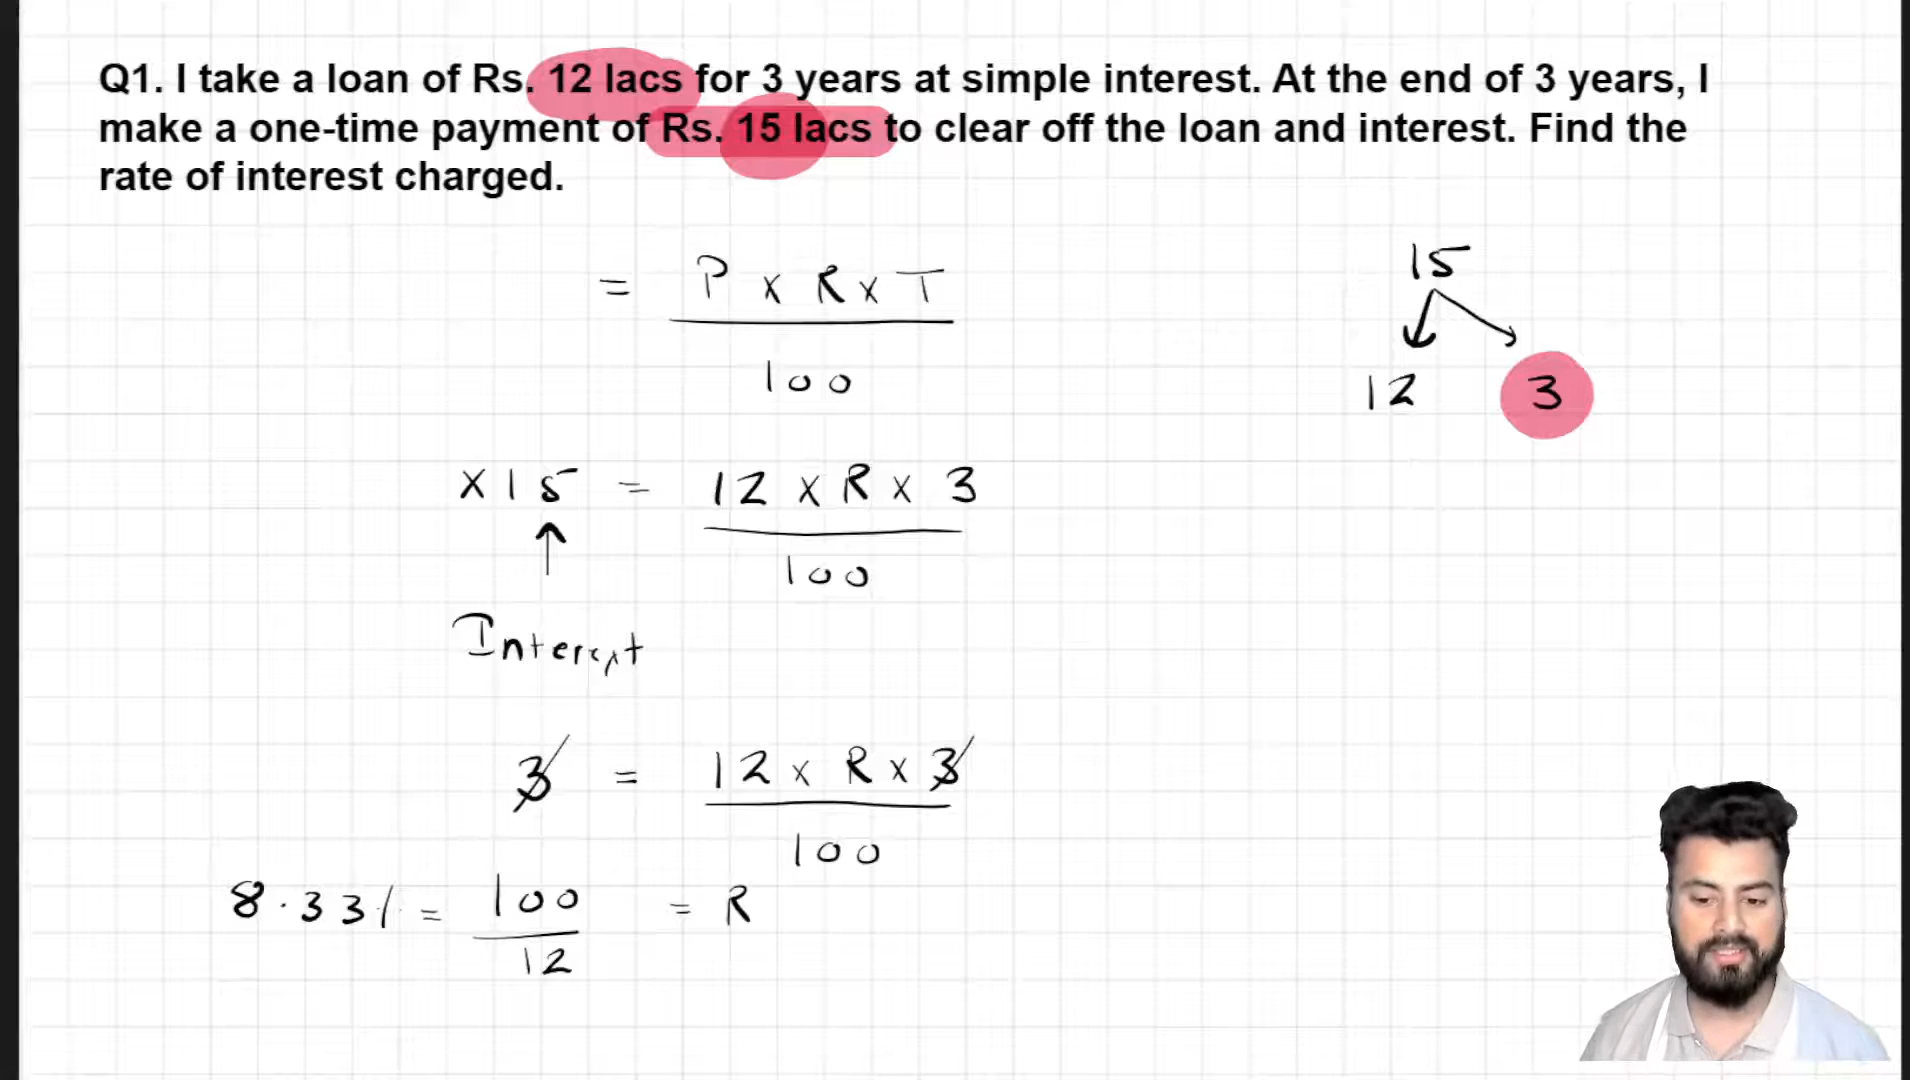 Q1. I take a loan of Rs. 12 lacs for 3 years at simple interest. At the end of 3 years, I
make a one-time payment of Rs. 15 lacs to clear off the loan and interest. Find the
rate of interest charged.
= P x R x T
100
15
12 3
x 15 = 12 x R x 3
100
Interest
3 = 12 x R x 3
100
8.33% = 100 = R
12